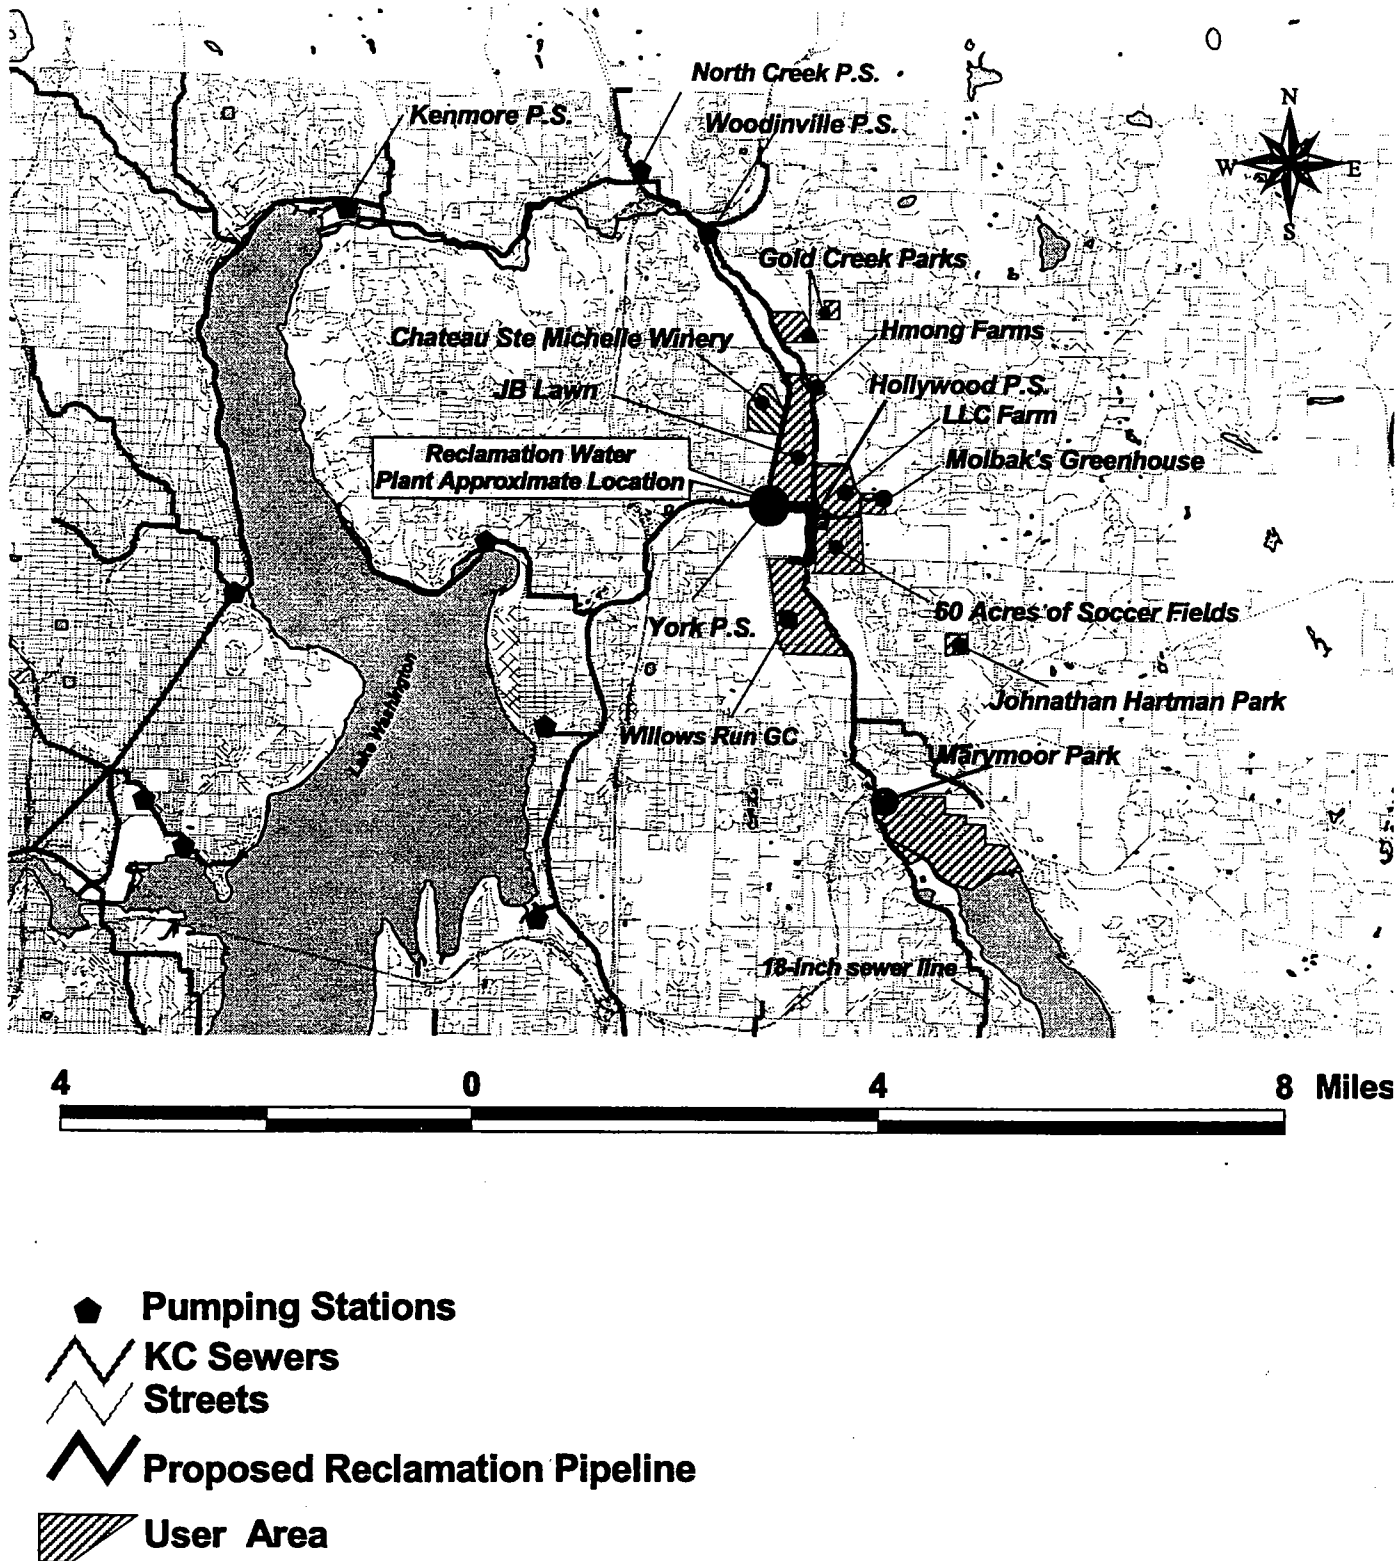 North Creek P.S.
Kenmore P.S.
Woodinville P.S.
N
W
E
S
Gold Creek Parks
Chateau Ste Michelle Winery
Hmong Farms
JB Lawn
Hollywood P.S.
LLC Farm
Reclamation Water
Plant Approximate Location
Molbak's Greenhouse
60 Acres of Soccer Fields
York P.S.
Johnathan Hartman Park
Lake Washington
Willows Run GC
Marymoor Park
18-inch sewer line
4 0 4 8 Miles
Pumping Stations
KC Sewers
Streets
Proposed Reclamation Pipeline
User Area